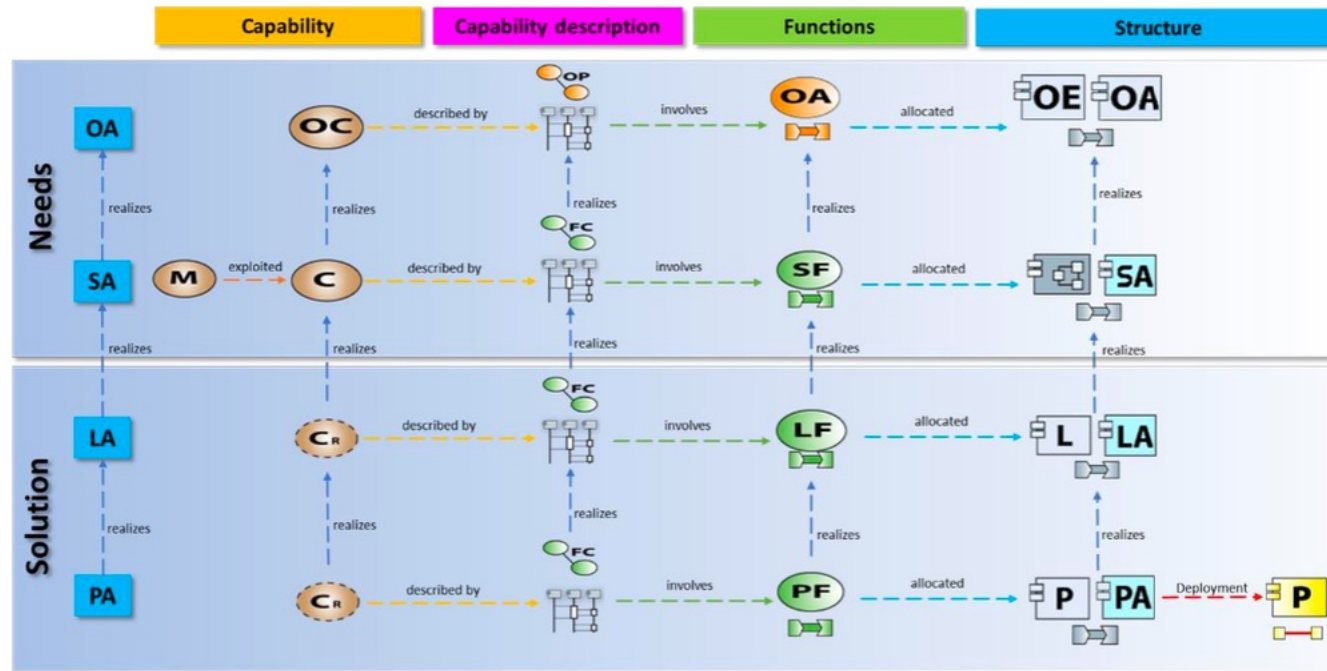 Capability
Capability description
Functions
Structure
Needs
OP
OA
OC
described by
involves
OA
allocated
OE
OA
realizes
realizes
realizes
realizes
realizes
FC
SA
M
exploited
C
described by
involves
SF
allocated
SA
realizes
realizes
realizes
realizes
realizes
Solution
FC
LA
CR
described by
involves
LF
allocated
L
LA
realizes
realizes
realizes
realizes
realizes
FC
PA
CR
described by
involves
PF
allocated
P
PA
Deployment
P